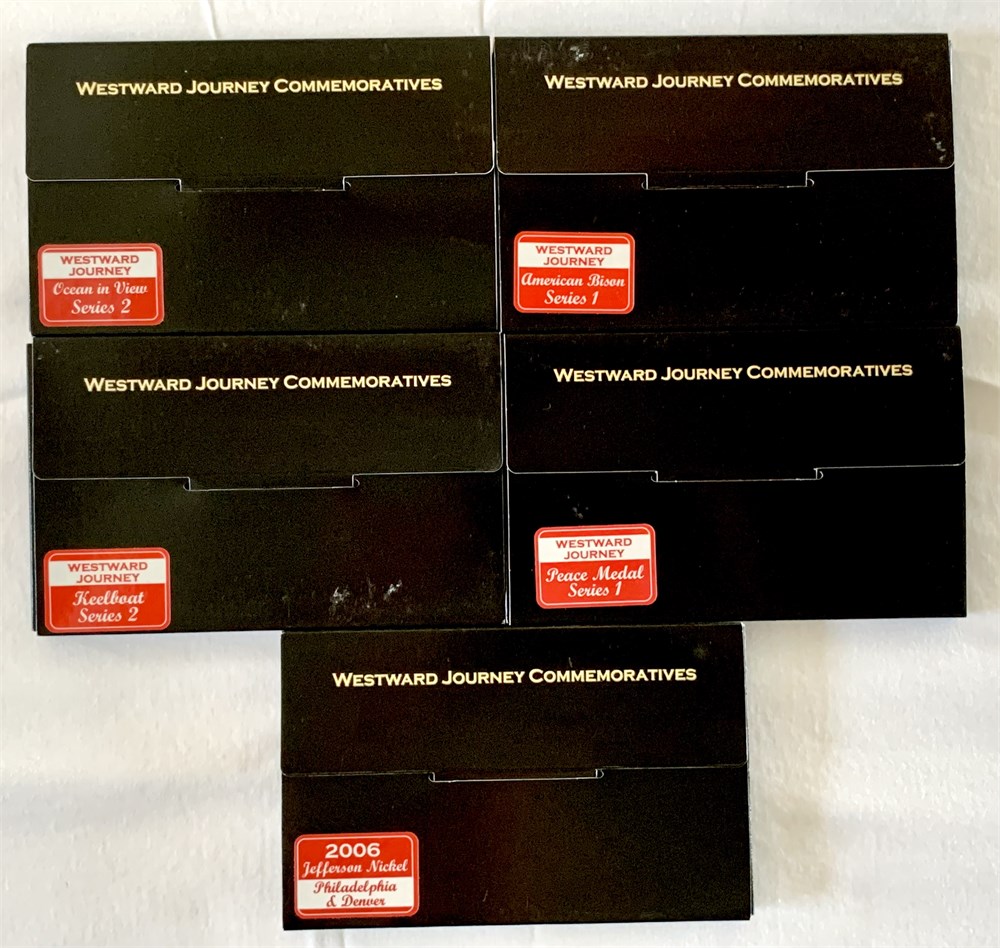 WESTWARD JOURNEY COMMEMORATIVES
WESTWARD
JOURNEY
Ocean in View
Series 2
WESTWARD JOURNEY COMMEMORATIVES
WESTWARD
JOURNEY
American Bison
Series 1
WESTWARD JOURNEY COMMEMORATIVES
WESTWARD
JOURNEY
Keelboat
Series 2
WESTWARD JOURNEY COMMEMORATIVES
WESTWARD
JOURNEY
Peace Medal
Series 1
WESTWARD JOURNEY COMMEMORATIVES
2006
Jefferson Nickel
Philadelphia
& Denver